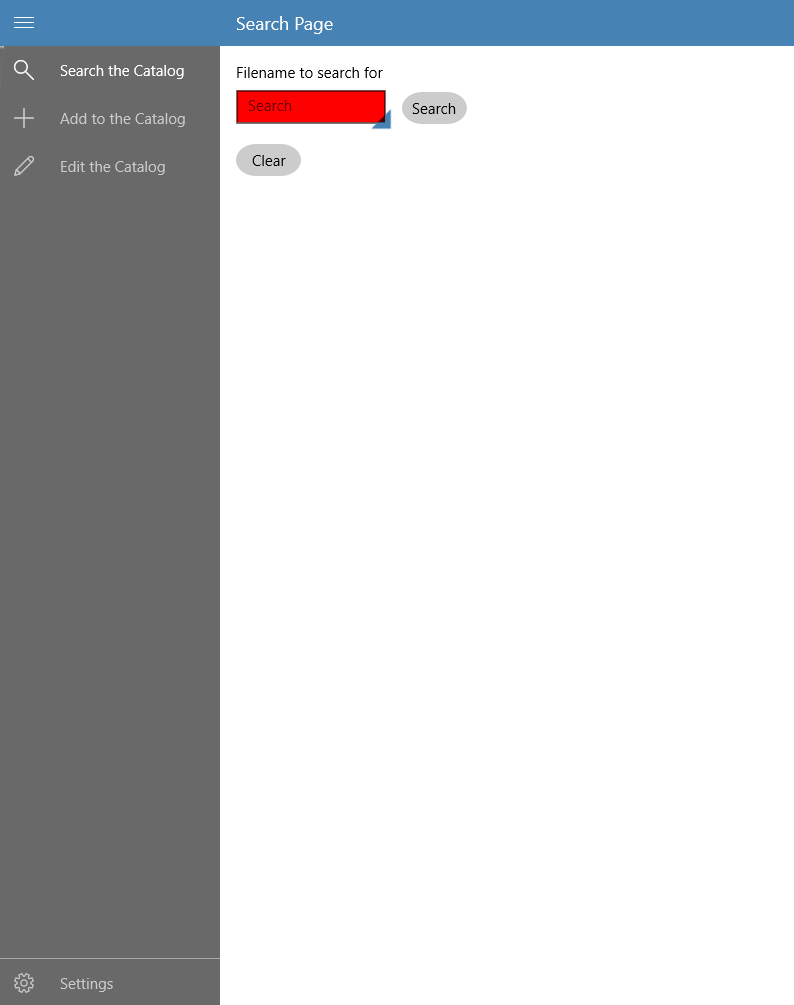 Search Page
Search the Catalog
Add to the Catalog
Edit the Catalog
Settings
Filename to search for
Search
Search
Clear